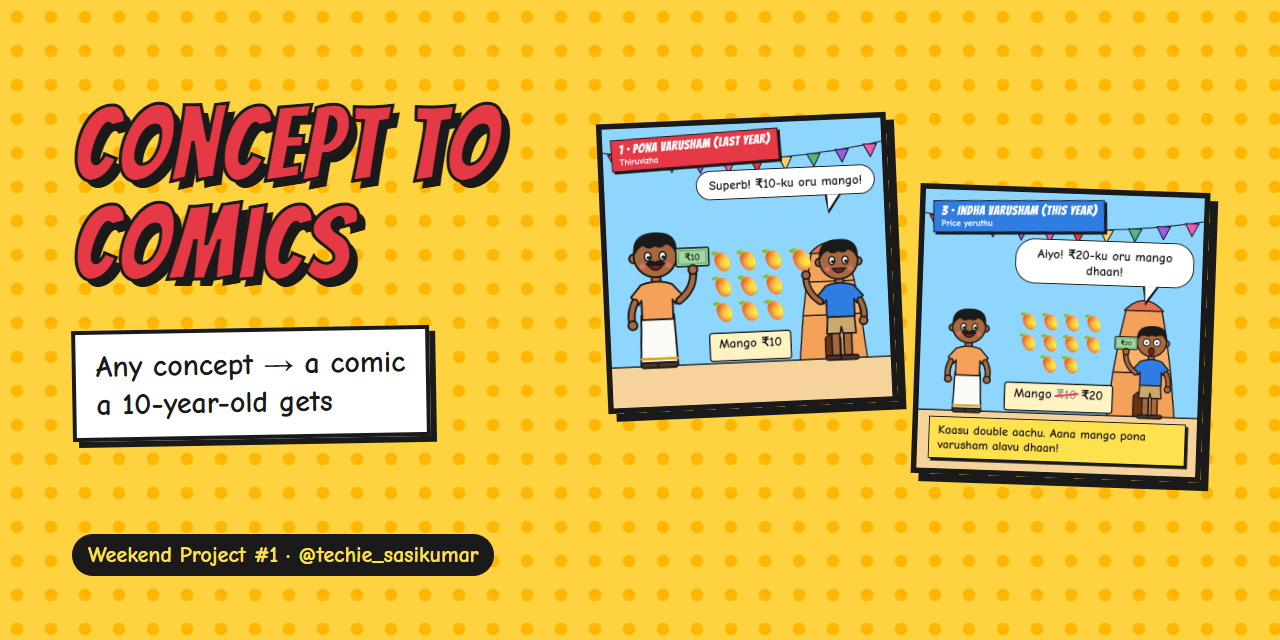 CONCEPT TO
COMICS
Any concept → a comic
a 10-year-old gets
Weekend Project #1 · @techie_sasikumar
1 · PONA VARUSHAM (LAST YEAR)
Thiruvizha
Superb! ₹10-ku oru mango!
₹10
Mango ₹10
3 · INDHA VARUSHAM (THIS YEAR)
Price yeruthu
Aiyo! ₹20-ku oru mango
dhaan!
₹20
Mango ₹10 ₹20
Kaasu double aachu. Aana mango pona
varusham alavu dhaan!